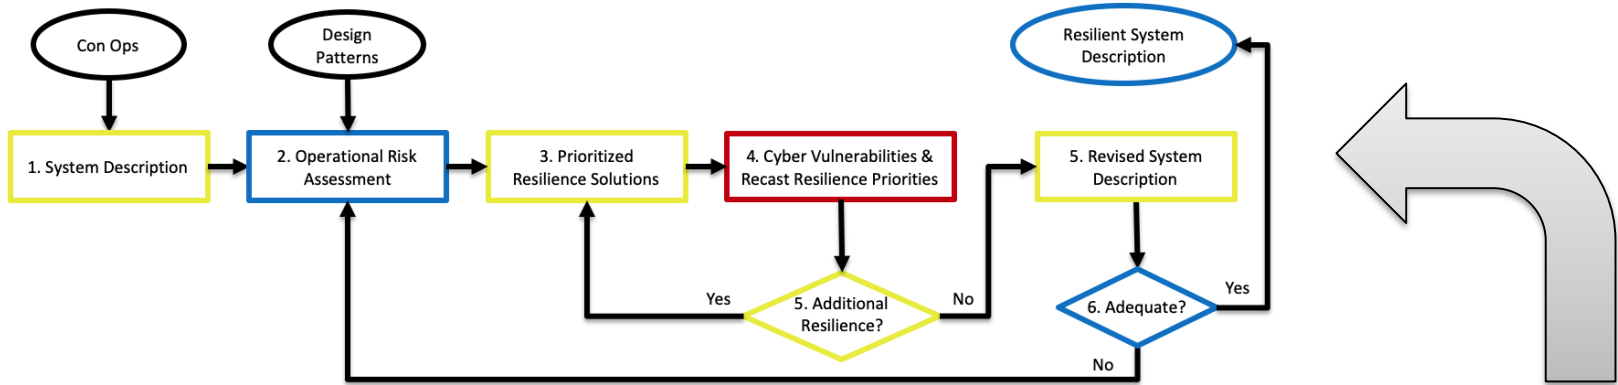 Con Ops
Design
Patterns
Resilient System
Description
1. System Description
2. Operational Risk
Assessment
3. Prioritized
Resilience Solutions
4. Cyber Vulnerabilities &
Recast Resilience Priorities
5. Revised System
Description
Yes
5. Additional
Resilience?
No
6. Adequate?
Yes
No